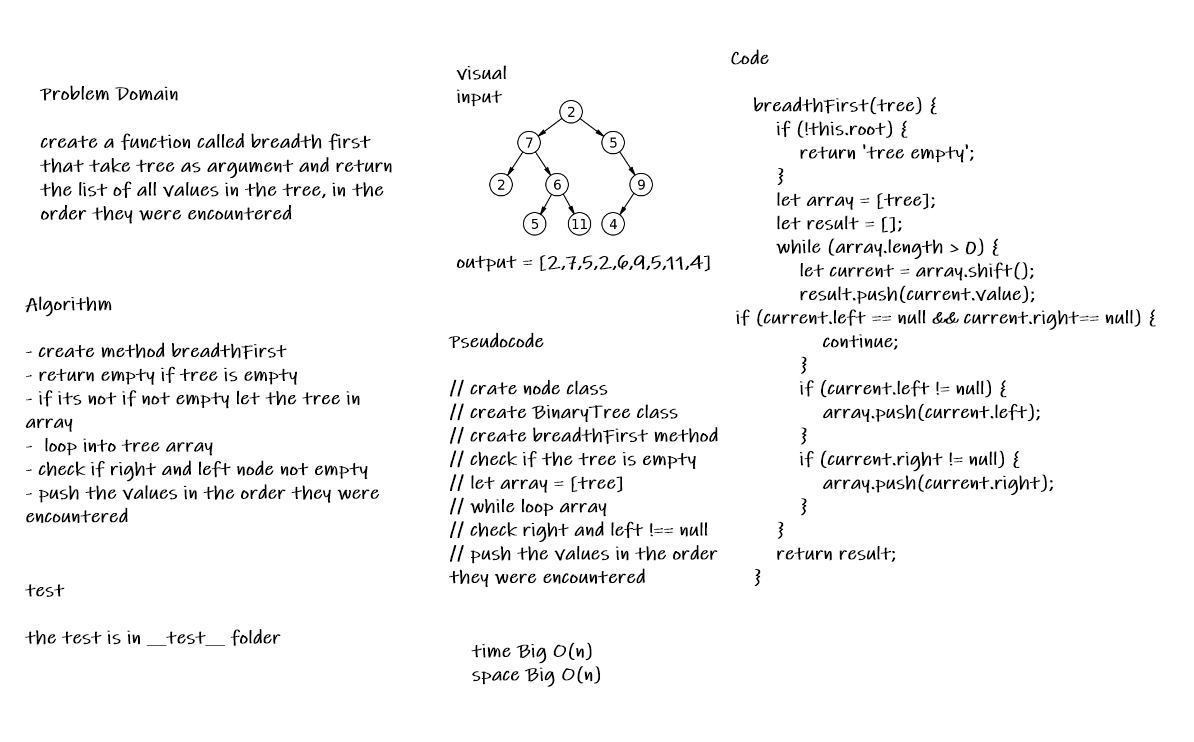 Problem Domain
create a function called breadth first
that take tree as argument and return
the list of all values in the tree, in the
order they were encountered
Algorithm
- create method breadthFirst
- return empty if tree is empty
- if its not if not empty let the tree in
array
- loop into tree array
- check if right and left node not empty
- push the values in the order they were
encountered
test
the test is in __test__ folder
visual
input
2
7 5
2 6 9
5 11 4
output = [2,7,5,2,6,9,5,11,4]
Pseudocode
// crate node class
// create BinaryTree class
// create breadthFirst method
// check if the tree is empty
// let array = [tree]
// while loop array
// check right and left !== null
// push the values in the order
they were encountered
time Big O(n)
space Big O(n)
Code
breadthFirst(tree) {
if (!this.root) {
return 'tree empty';
}
let array = [tree];
let result = [];
while (array.length > 0) {
let current = array.shift();
result.push(current.value);
if (current.left == null && current.right== null) {
continue;
}
if (current.left != null) {
array.push(current.left);
}
if (current.right != null) {
array.push(current.right);
}
}
return result;
}